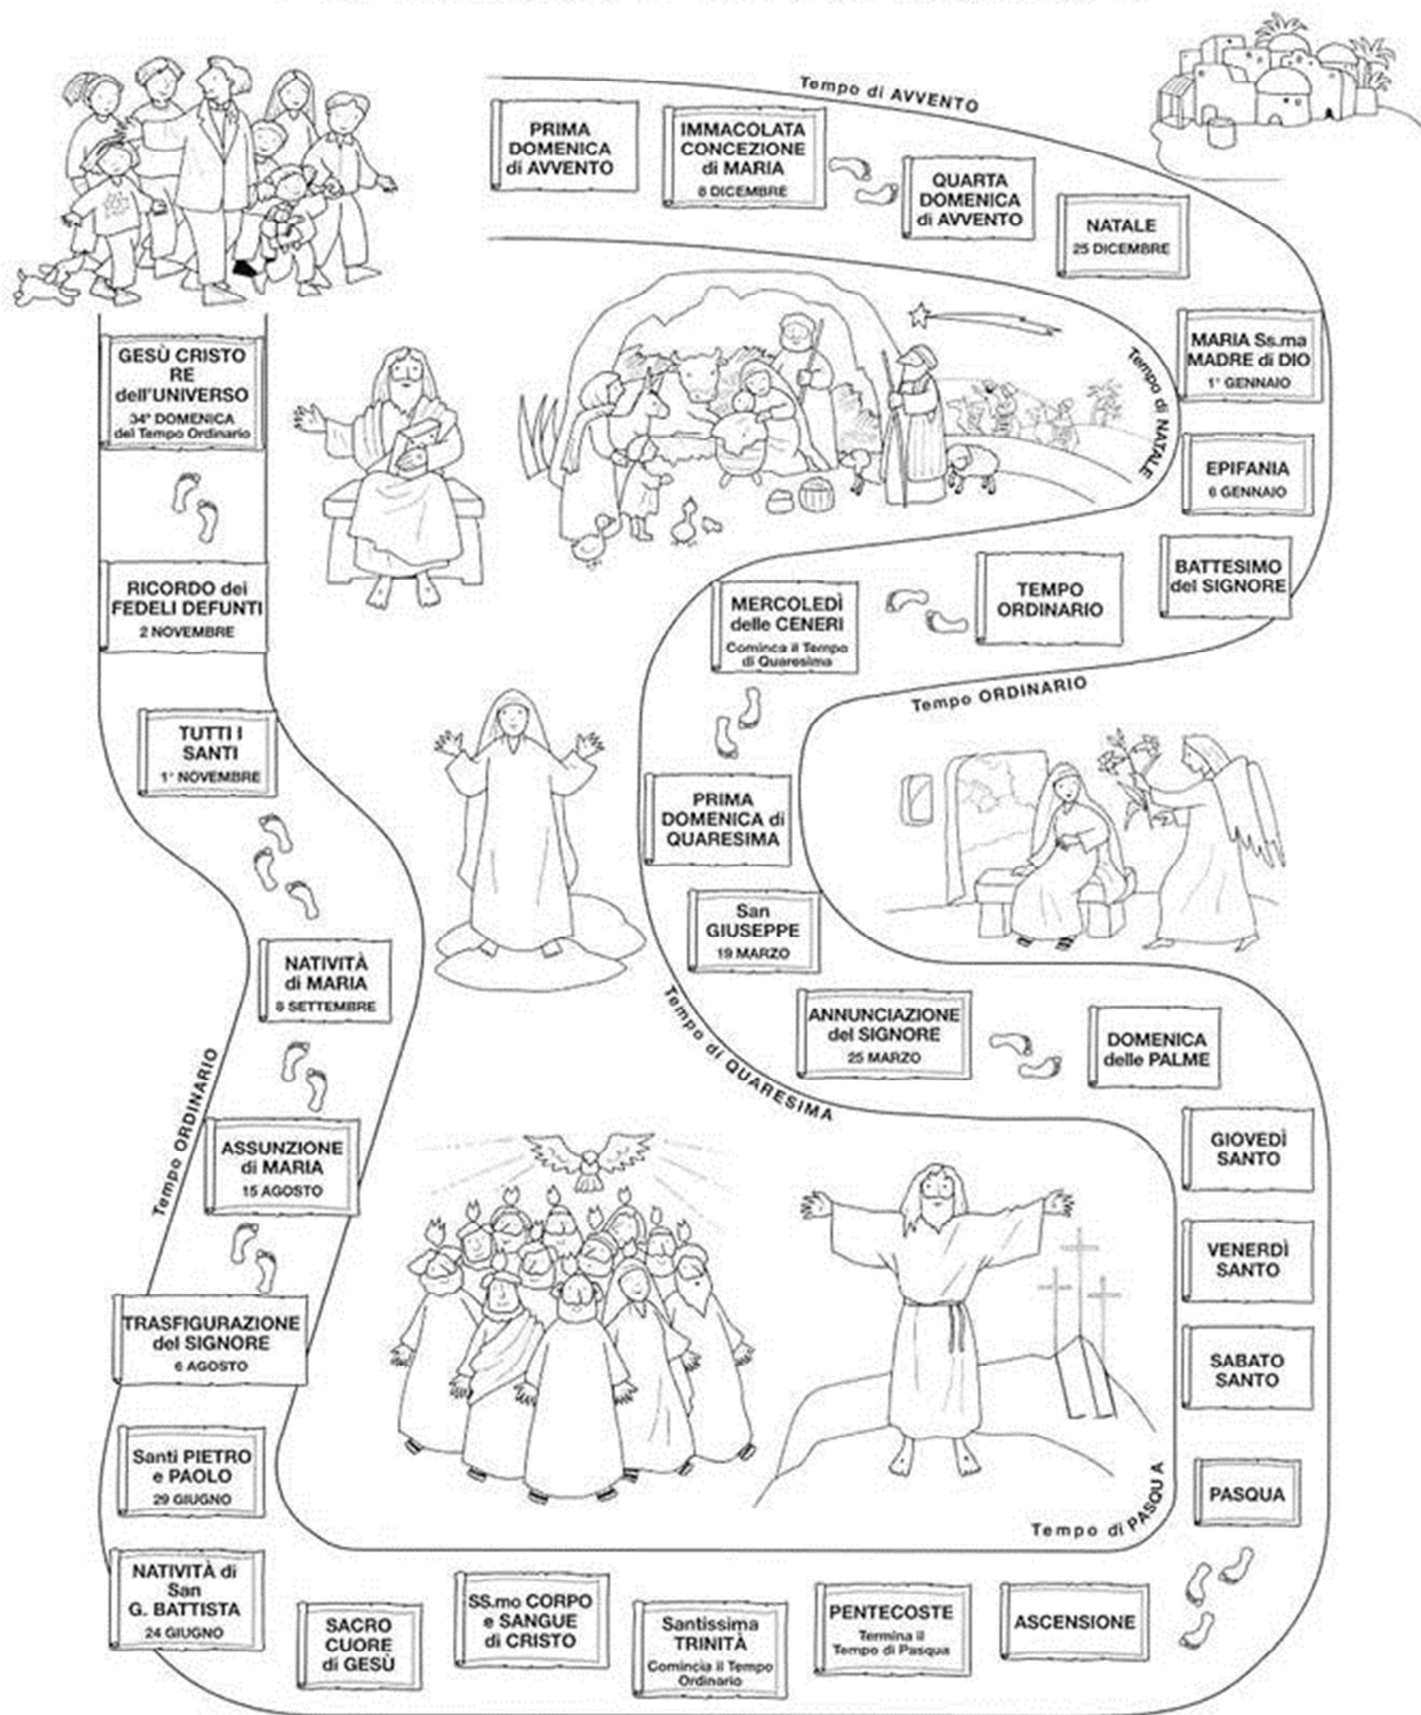 Tempo di AVVENTO
PRIMA
DOMENICA
di AVVENTO
IMMACOLATA
CONCEZIONE
di MARIA
8 DICEMBRE
QUARTA
DOMENICA
di AVVENTO
NATALE
25 DICEMBRE
Tempo di NATALE
MARIA Ss.ma
MADRE di DIO
1° GENNAIO
EPIFANIA
6 GENNAIO
BATTESIMO
del SIGNORE
TEMPO
ORDINARIO
MERCOLEDÌ
delle CENERI
Cominca il Tempo
di Quaresima
Tempo ORDINARIO
PRIMA
DOMENICA di
QUARESIMA
San
GIUSEPPE
19 MARZO
Tempo di QUARESIMA
ANNUNCIAZIONE
del SIGNORE
25 MARZO
DOMENICA
delle PALME
GIOVEDÌ
SANTO
VENERDÌ
SANTO
SABATO
SANTO
PASQUA
Tempo di PASQUA
ASCENSIONE
PENTECOSTE
Termina il
Tempo di Pasqua
Santissima
TRINITÀ
Comincia il Tempo
Ordinario
SS.mo CORPO
e SANGUE
di CRISTO
SACRO
CUORE
di GESÙ
NATIVITÀ di
San
G. BATTISTA
24 GIUGNO
Santi PIETRO
e PAOLO
29 GIUGNO
TRASFIGURAZIONE
del SIGNORE
6 AGOSTO
ASSUNZIONE
di MARIA
15 AGOSTO
Tempo ORDINARIO
NATIVITÀ
di MARIA
8 SETTEMBRE
TUTTI I
SANTI
1° NOVEMBRE
RICORDO dei
FEDELI DEFUNTI
2 NOVEMBRE
GESÙ CRISTO
RE
dell'UNIVERSO
34° DOMENICA
del Tempo Ordinario